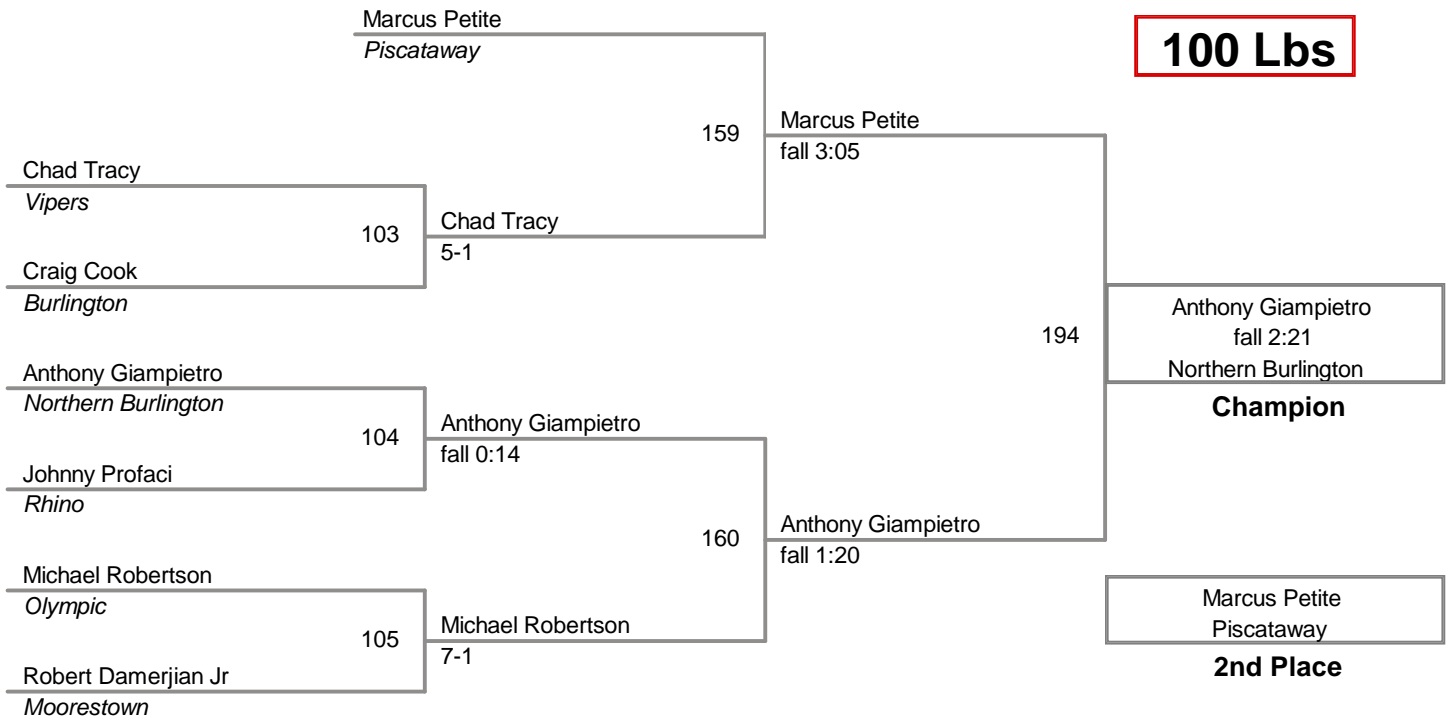 Marcus Petite
Piscataway
100 Lbs
159
Marcus Petite
fall 3:05
Chad Tracy
Vipers
103
Chad Tracy
5-1
Craig Cook
Burlington
194
Anthony Giampietro
fall 2:21
Northern Burlington
Champion
Anthony Giampietro
Northern Burlington
104
Anthony Giampietro
fall 0:14
Johnny Profaci
Rhino
160
Anthony Giampietro
fall 1:20
Michael Robertson
Olympic
105
Michael Robertson
7-1
Robert Damerjian Jr
Moorestown
Marcus Petite
Piscataway
2nd Place